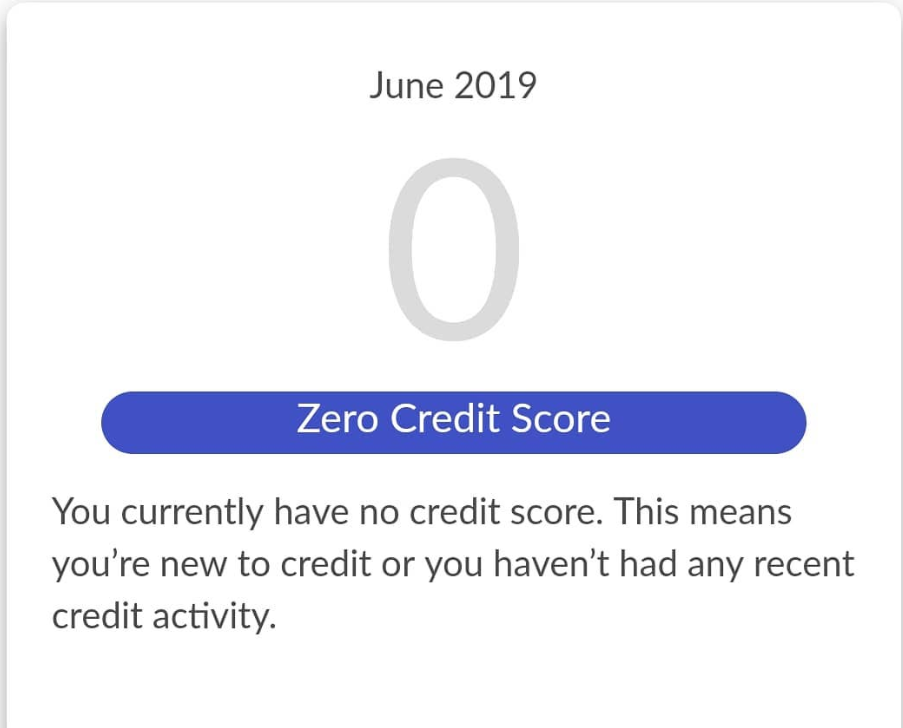 June 2019
0
Zero Credit Score
You currently have no credit score. This means
you’re new to credit or you haven’t had any recent
credit activity.